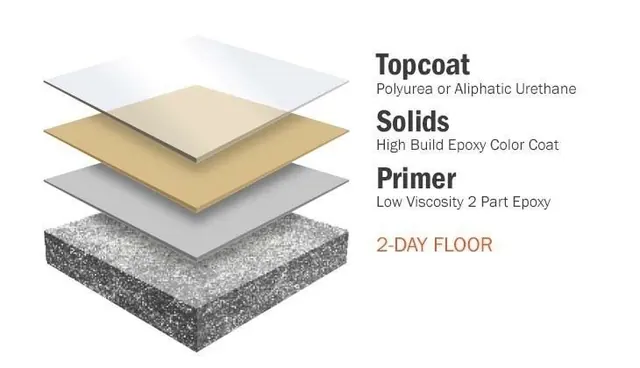 Topcoat
Polyurea or Aliphatic Urethane
Solids
High Build Epoxy Color Coat
Primer
Low Viscosity 2 Part Epoxy
2-DAY FLOOR